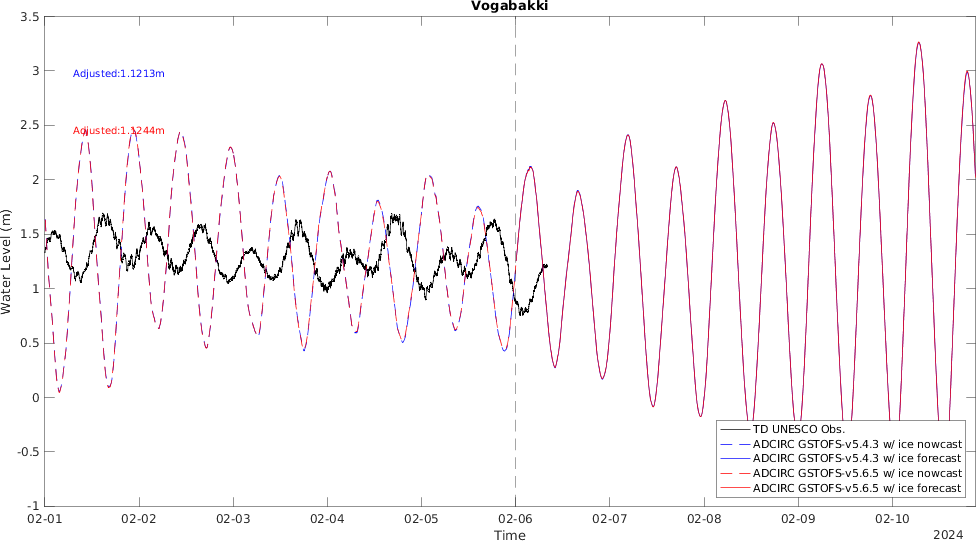 Vogabakki
3.5
3
2.5
2
1.5
1
0.5
0
-0.5
-1
Water Level (m)
Adjusted:1.1213m
Adjusted:1.1244m
TD UNESCO Obs.
ADCIRC GSTOFS-v5.4.3 w/ ice nowcast
ADCIRC GSTOFS-v5.4.3 w/ ice forecast
ADCIRC GSTOFS-v5.6.5 w/ ice nowcast
ADCIRC GSTOFS-v5.6.5 w/ ice forecast
02-01 02-02 02-03 02-04 02-05 02-06 02-07 02-08 02-09 02-10
Time
2024